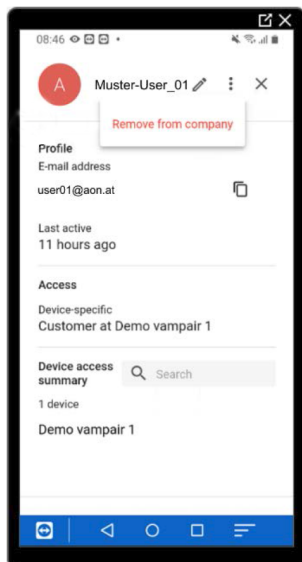 08:46
A
Muster-User_01
Remove from company
Profile
E-mail address
user01@aon.at
Last active
11 hours ago
Access
Device-specific
Customer at Demo vampair 1
Device access
summary
Search
1 device
Demo vampair 1